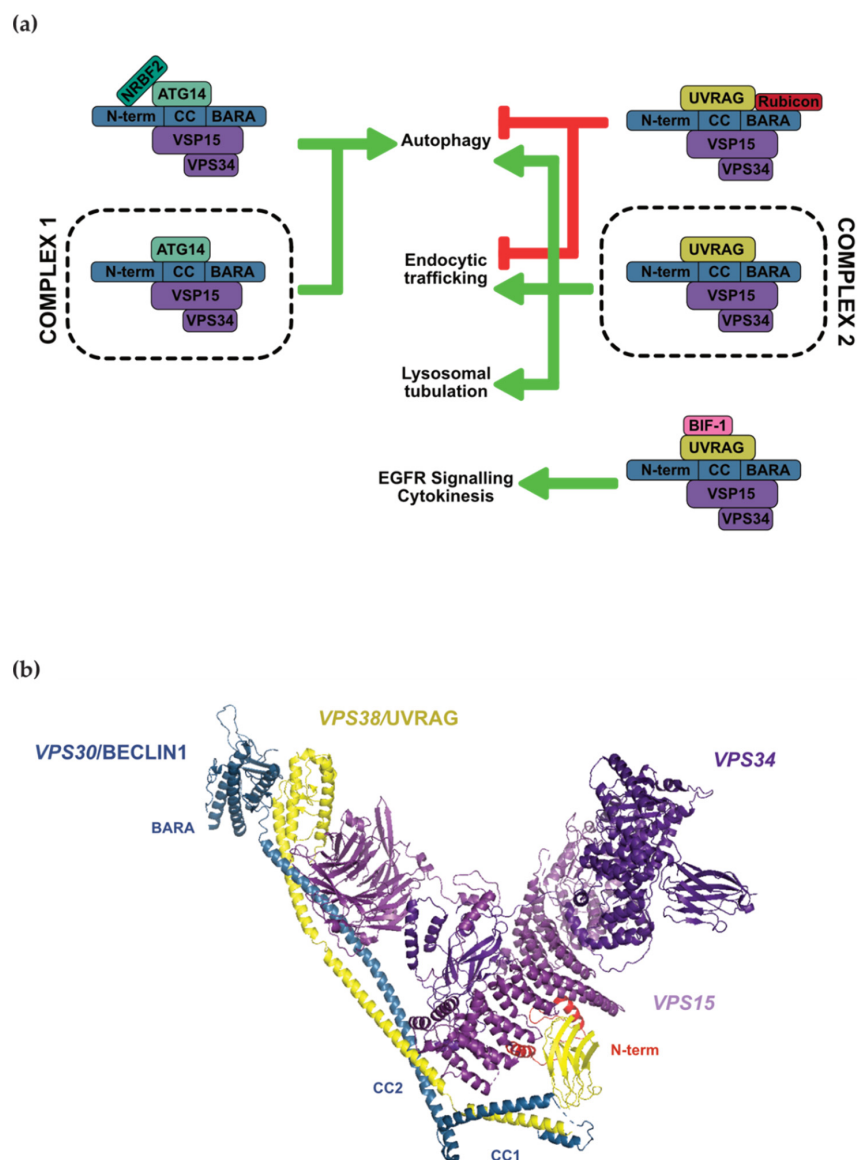 (a)
NRBF2
ATG14
N-term CC BARA
VSP15
VPS34
COMPLEX 1
ATG14
N-term CC BARA
VSP15
VPS34
Autophagy
Endocytic
trafficking
Lysosomal
tubulation
EGFR Signalling
Cytokinesis
UVRAG
Rubicon
N-term CC BARA
VSP15
VPS34
COMPLEX 2
UVRAG
N-term CC BARA
VSP15
VPS34
BIF-1
UVRAG
N-term CC BARA
VSP15
VPS34
(b)
VPS38/UVRAG
VPS30/BECLIN1
VPS34
BARA
VPS15
N-term
CC2
CC1